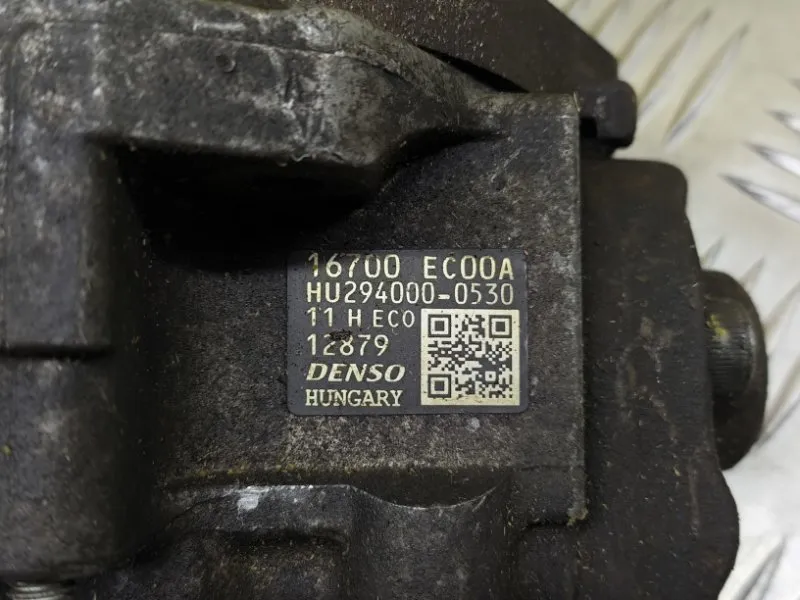 16700 EC00A
HU294000-0530
11 H EC0
12879
DENSO
HUNGARY